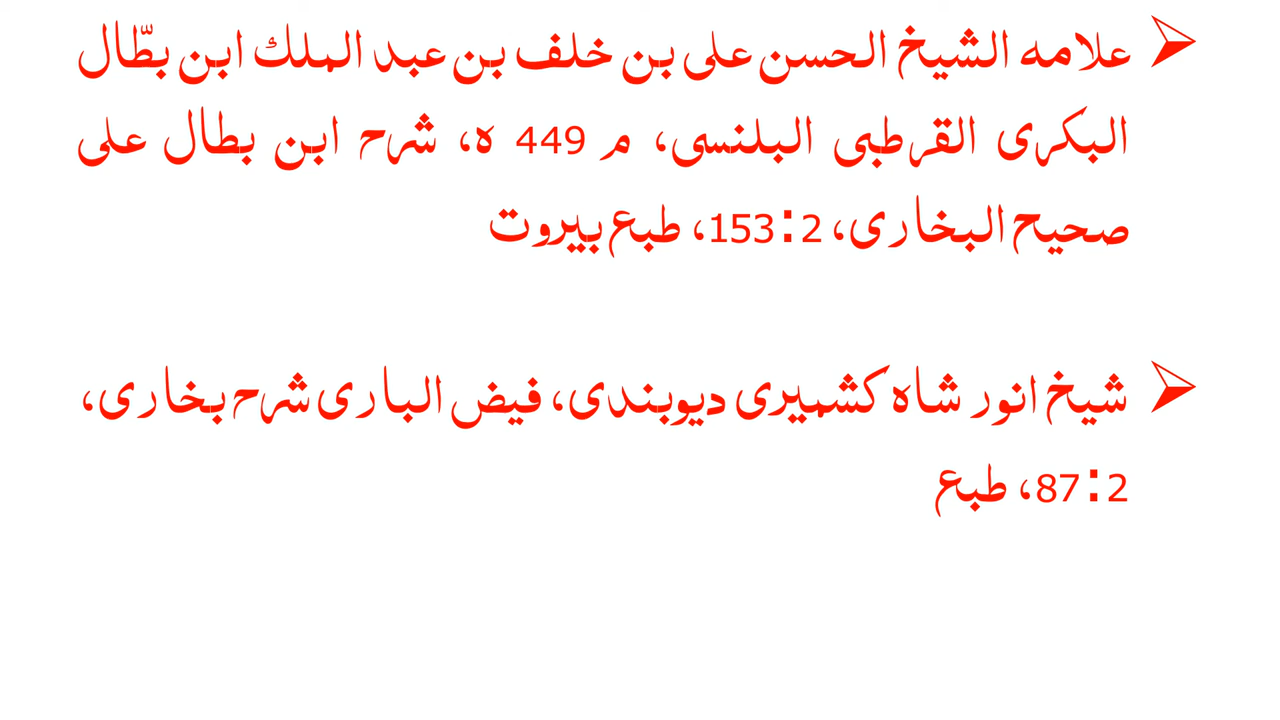 علامہ الشیخ الحسن علی بن خلف بن عبد الملك ابن بطّال
البکری القرطبی البلنسی، م 449 ہ، شرح ابن بطال علی
صحیح البخاری، 2:153، طبع بیروت
شیخ انور شاہ کشمیری دیوبندی، فیض الباری شرح بخاری،
2:87، طبع